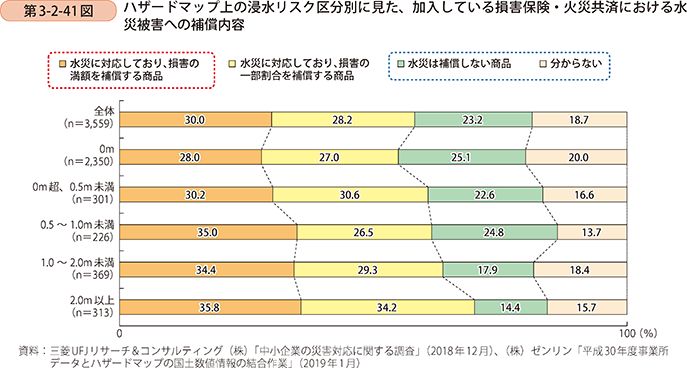 第3-2-41図
ハザードマップ上の浸水リスク区分別に見た、加入している損害保険・火災共済における水
災被害への補償内容
水災に対応しており、損害の
満額を補償する商品
水災に対応しており、損害の
一部割合を補償する商品
水災は補償しない商品
分からない
全体
(n=3,559)
30.0 28.2 23.2 18.7
0m
(n=2,350)
28.0 27.0 25.1 20.0
0m 超、0.5m未満
(n=301)
30.2 30.6 22.6 16.6
0.5 ~ 1.0m未満
(n=226)
35.0 26.5 24.8 13.7
1.0 ~ 2.0m未満
(n=369)
34.4 29.3 17.9 18.4
2.0m以上
(n=313)
35.8 34.2 14.4 15.7
0 100 (%)
資料:三菱UFJリサーチ&コンサルティング(株)「中小企業の災害対応に関する調査」(2018年12月)、(株)ゼンリン「平成30年度事業所
データとハザードマップの国土数値情報の結合作業」(2019年1月)